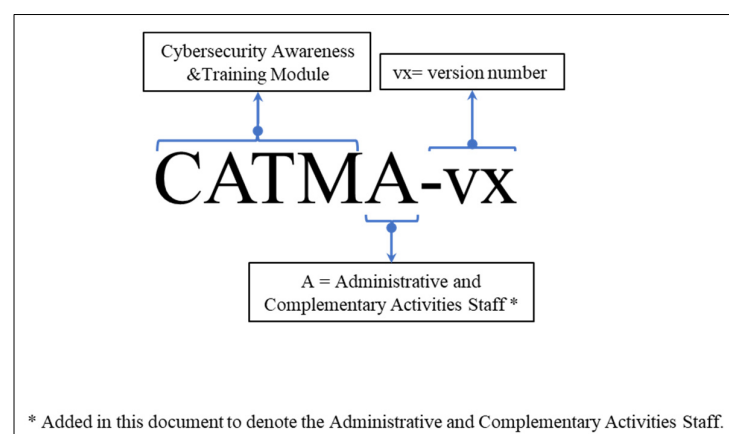 Cybersecurity Awareness
&Training Module
vx= version number
CATMA-vx
A = Administrative and
Complementary Activities Staff *
* Added in this document to denote the Administrative and Complementary Activities Staff.